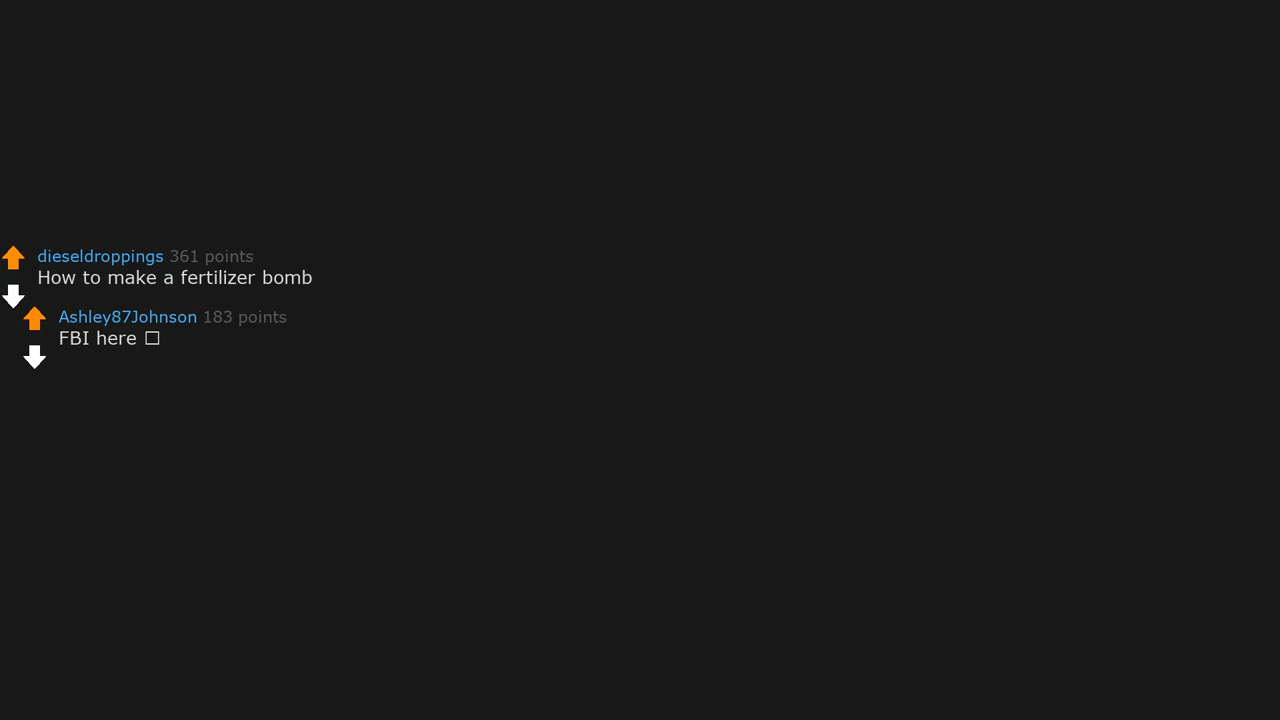 dieseldroppings 361 points
How to make a fertilizer bomb
Ashley87Johnson 183 points
FBI here ☐